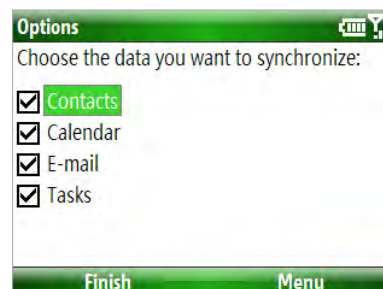 Options
Choose the data you want to synchronize:
Contacts
Calendar
E-mail
Tasks
Finish Menu